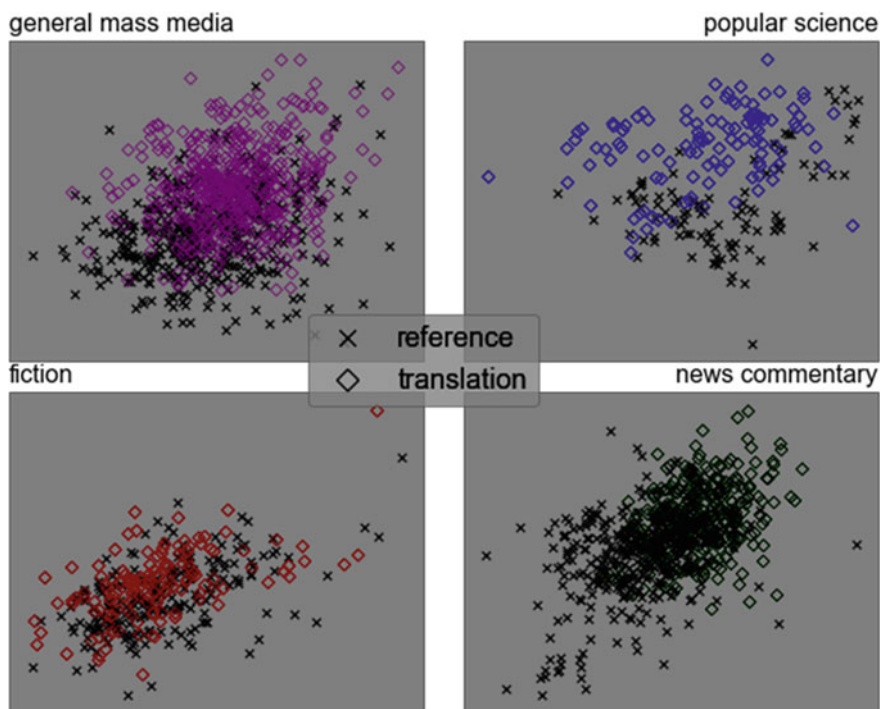 general mass media
popular science
reference
translation
fiction
news commentary